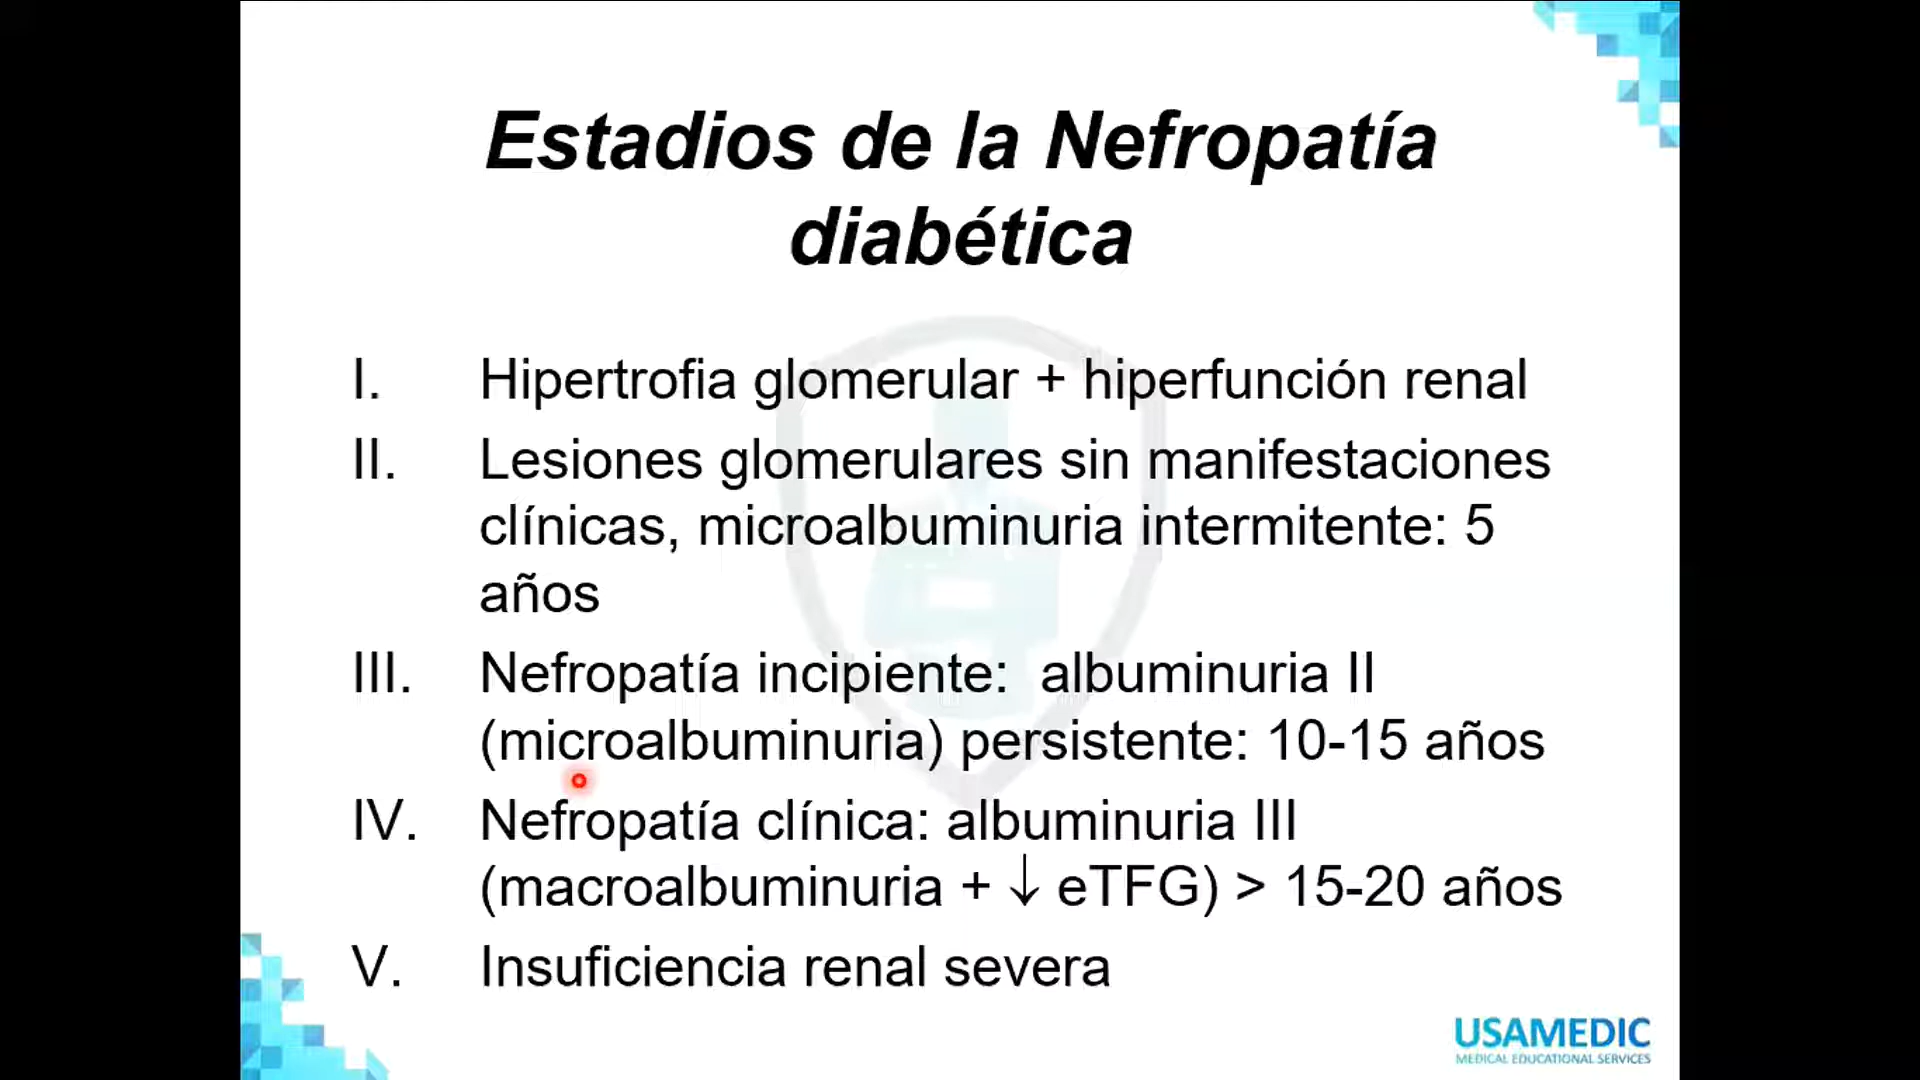 Estadios de la Nefropatía
diabética
I. Hipertrofia glomerular + hiperfunción renal
II. Lesiones glomerulares sin manifestaciones
clínicas, microalbuminuria intermitente: 5
años
III. Nefropatía incipiente: albuminuria II
(microalbuminuria) persistente: 10-15 años
IV. Nefropatía clínica: albuminuria III
(macroalbuminuria + ↓ eTFG) > 15-20 años
V. Insuficiencia renal severa
USAMEDIC
MEDICAL EDUCATIONAL SERVICES